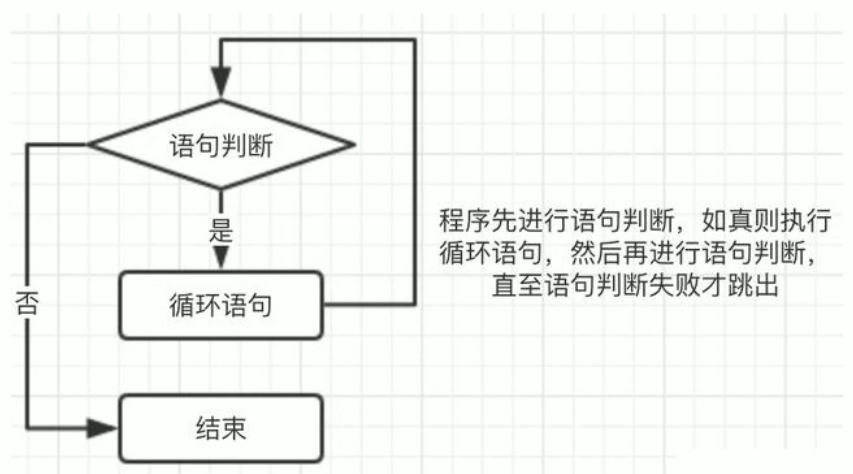 语句判断
是
程序先进行语句判断，如真则执行
循环语句，然后再进行语句判断，
直至语句判断失败才跳出
否
循环语句
结束